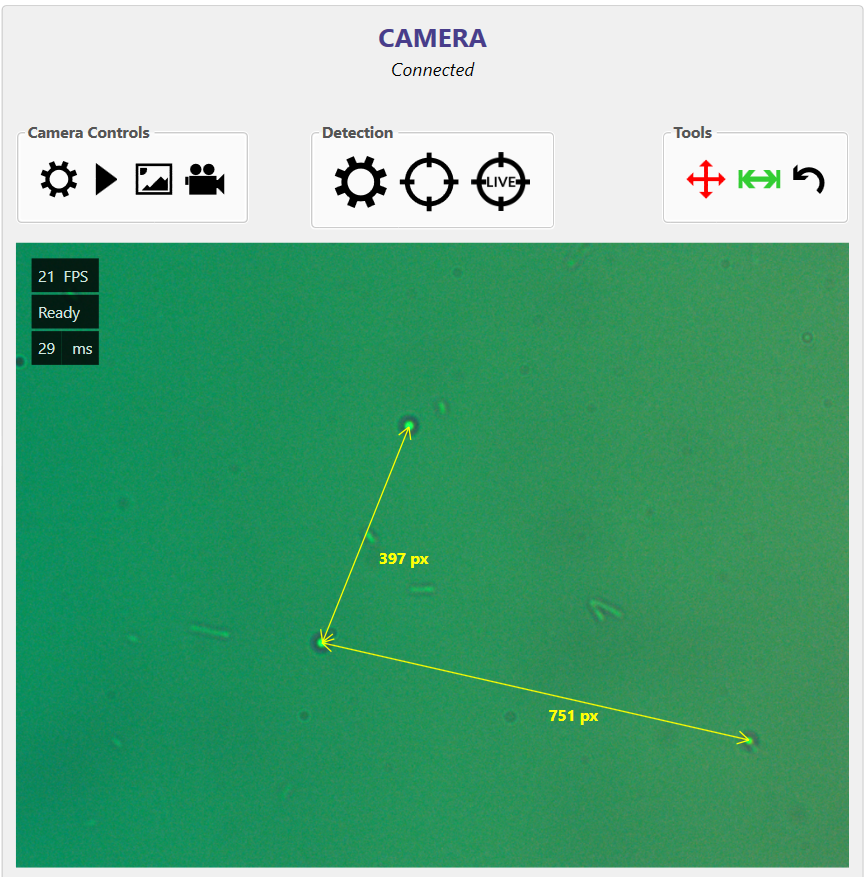 CAMERA
Connected
Camera Controls
Detection
Tools
LIVE
21 FPS
Ready
29 ms
397 px
751 px